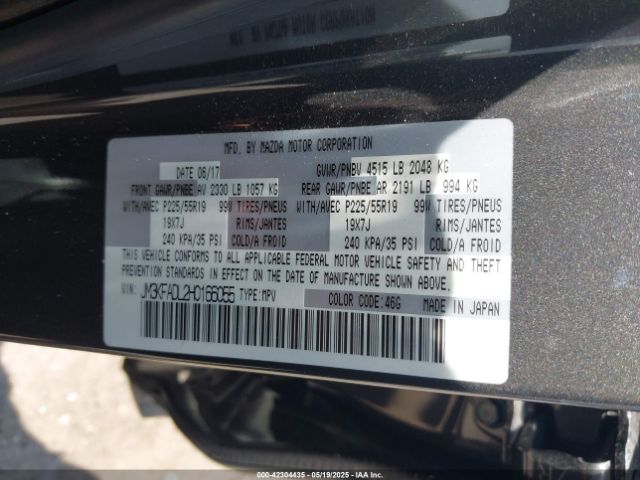 MFD. BY MAZDA MOTOR CORPORATION
DATE 06/17 GVWR/PNBV 4515 LB 2048 KG
FRONT GAWR/PNBE AV 2330 LB 1057 KG REAR GAWR/PNBE AR 2191 LB 994 KG
WITH/AVEC P225/55R19 99V TIRES/PNEUS WITH/AVEC P225/55R19 99V TIRES/PNEUS
19X7J RIMS/JANTES 19X7J RIMS/JANTES
240 KPA/35 PSI COLD/A FROID 240 KPA/35 PSI COLD/A FROID
THIS VEHICLE CONFORMS TO ALL APPLICABLE FEDERAL MOTOR VEHICLE SAFETY AND THEFT
PREVENTION STANDARDS IN EFFECT ON THE DATE OF MANUFACTURE SHOWN ABOVE.
VIN: JM3KFADL2H0166055 TYPE:MPV COLOR CODE:46G MADE IN JAPAN
000-42304435 - 05/19/2025 - IAAI.COM